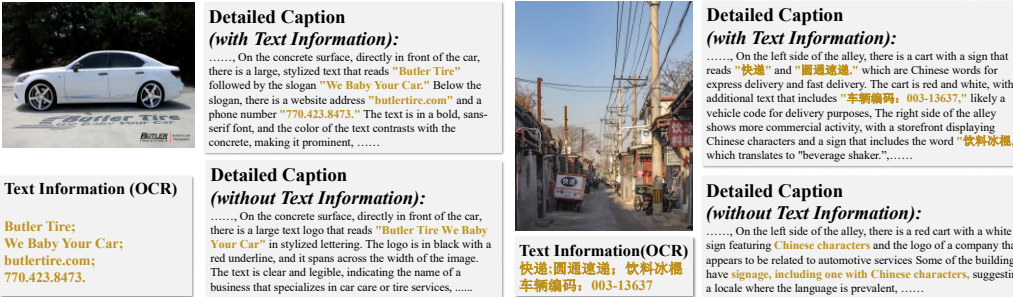 Butler Tire
BUTLER
Text Information (OCR)
Butler Tire;
We Baby Your Car;
butlertire.com;
770.423.8473.
Detailed Caption
(with Text Information):
……, On the concrete surface, directly in front of the car,
there is a large, stylized text that reads "Butler Tire"
followed by the slogan "We Baby Your Car." Below the
slogan, there is a website address "butlertire.com" and a
phone number "770.423.8473." The text is in a bold, sans-
serif font, and the color of the text contrasts with the
concrete, making it prominent, ……
Detailed Caption
(without Text Information):
……, On the concrete surface, directly in front of the car,
there is a large text logo that reads "Butler Tire We Baby
Your Car" in stylized lettering. The logo is in black with a
red underline, and it spans across the width of the image.
The text is clear and legible, indicating the name of a
business that specializes in car care or tire services, ......
快递
Text Information(OCR)
快递:圆通速递；饮料冰棍
车辆编码：003-13637
Detailed Caption
(with Text Information):
……, On the left side of the alley, there is a cart with a sign that
reads "快递" and "圆通速递," which are Chinese words for
express delivery and fast delivery. The cart is red and white, with
additional text that includes "车辆编码：003-13637," likely a
vehicle code for delivery purposes, The right side of the alley
shows more commercial activity, with a storefront displaying
Chinese characters and a sign that includes the word "饮料冰棍,
which translates to "beverage shaker.",……
Detailed Caption
(without Text Information):
……, On the left side of the alley, there is a red cart with a white
sign featuring Chinese characters and the logo of a company tha
appears to be related to automotive services Some of the building
have signage, including one with Chinese characters, suggestin
a locale where the language is prevalent, ……